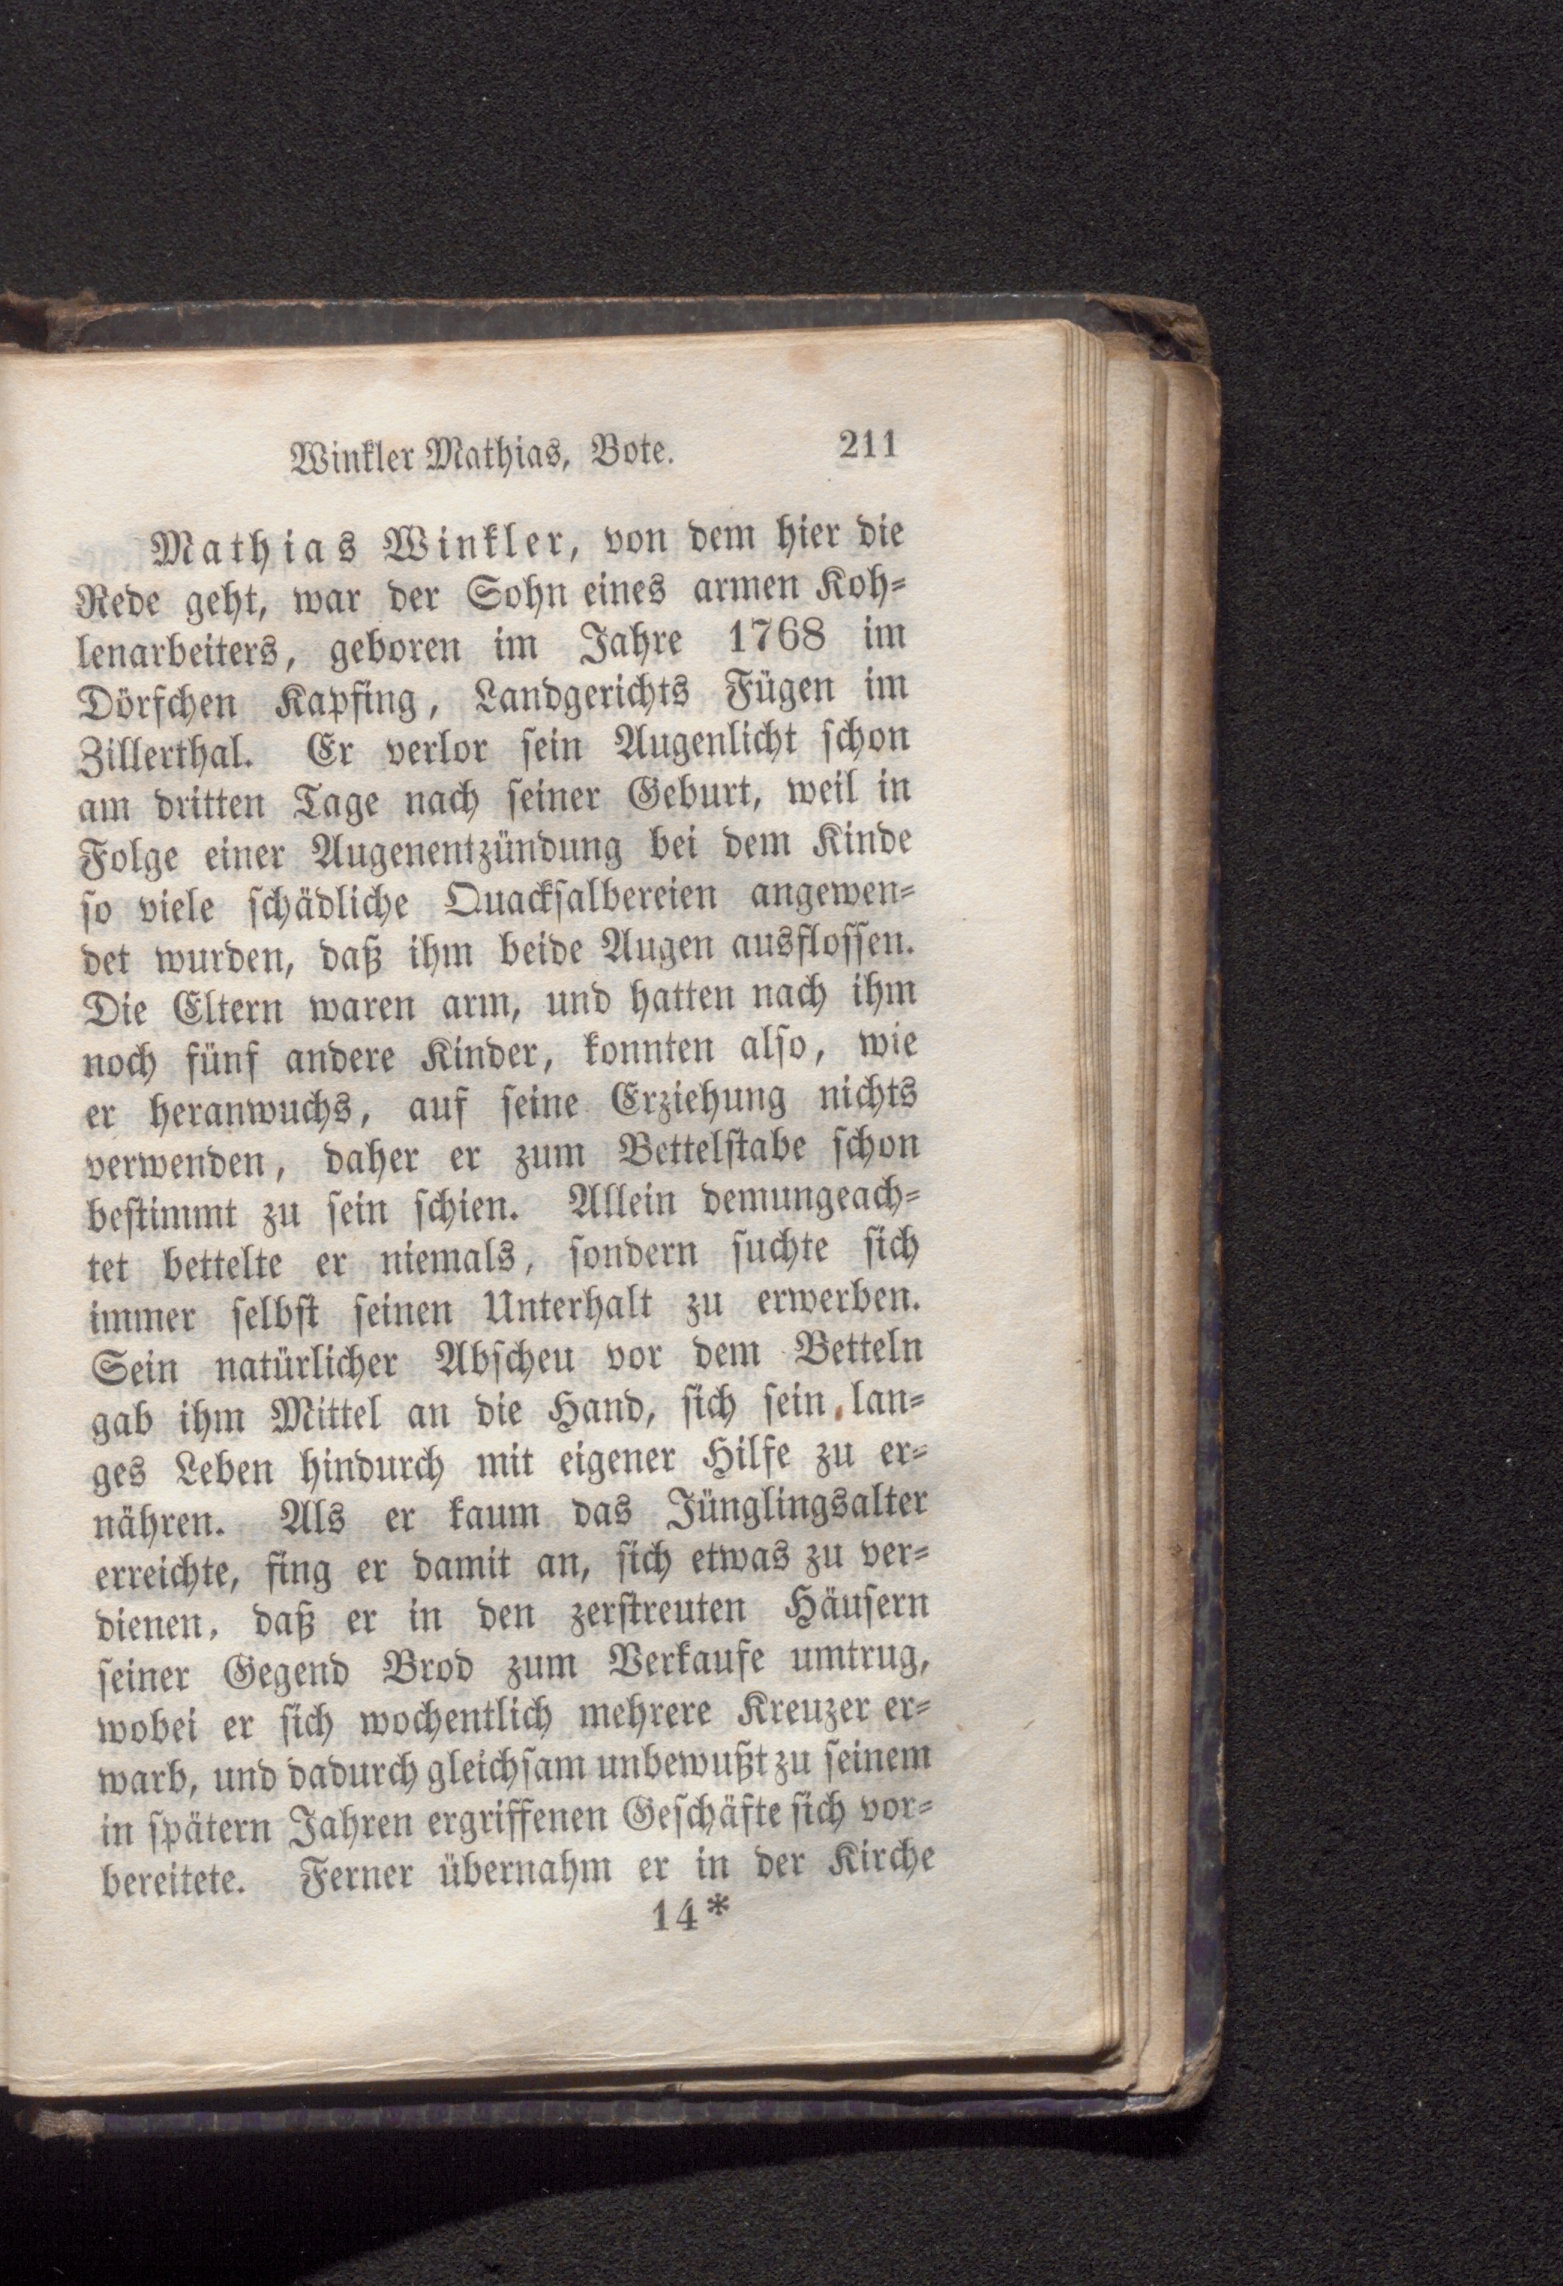 Winkler Mathias, Bote. 211
Mathias Winkler, von dem hier die
Rede geht, war der Sohn eines armen Koh-
lenarbeiters, geboren im Jahre 1768 im
Dörfchen Kapfing, Landgerichts Fügen im
Zillerthal. Er verlor sein Augenlicht schon
am dritten Tage nach seiner Geburt, weil in
Folge einer Augenentzündung bei dem Kinde
so viele schädliche Quacksalbereien angewen-
det wurden, daß ihm beide Augen ausflossen.
Die Eltern waren arm, und hatten nach ihm
noch fünf andere Kinder, konnten also, wie
er heranwuchs, auf seine Erziehung nichts
verwenden, daher er zum Bettelstabe schon
bestimmt zu sein schien. Allein demungeach-
tet bettelte er niemals, sondern suchte sich
immer selbst seinen Unterhalt zu erwerben.
Sein natürlicher Abscheu vor dem Betteln
gab ihm Mittel an die Hand, sich sein lan-
ges Leben hindurch mit eigener Hilfe zu er-
nähren. Als er kaum das Jünglingsalter
erreichte, fing er damit an, sich etwas zu ver-
dienen, daß er in den zerstreuten Häusern
seiner Gegend Brod zum Verkaufe umtrug,
wobei er sich wochentlich mehrere Kreuzer er-
warb, und dadurch gleichsam unbewußt zu seinem
in spätern Jahren ergriffenen Geschäfte sich vor-
bereitete. Ferner übernahm er in der Kirche
14*